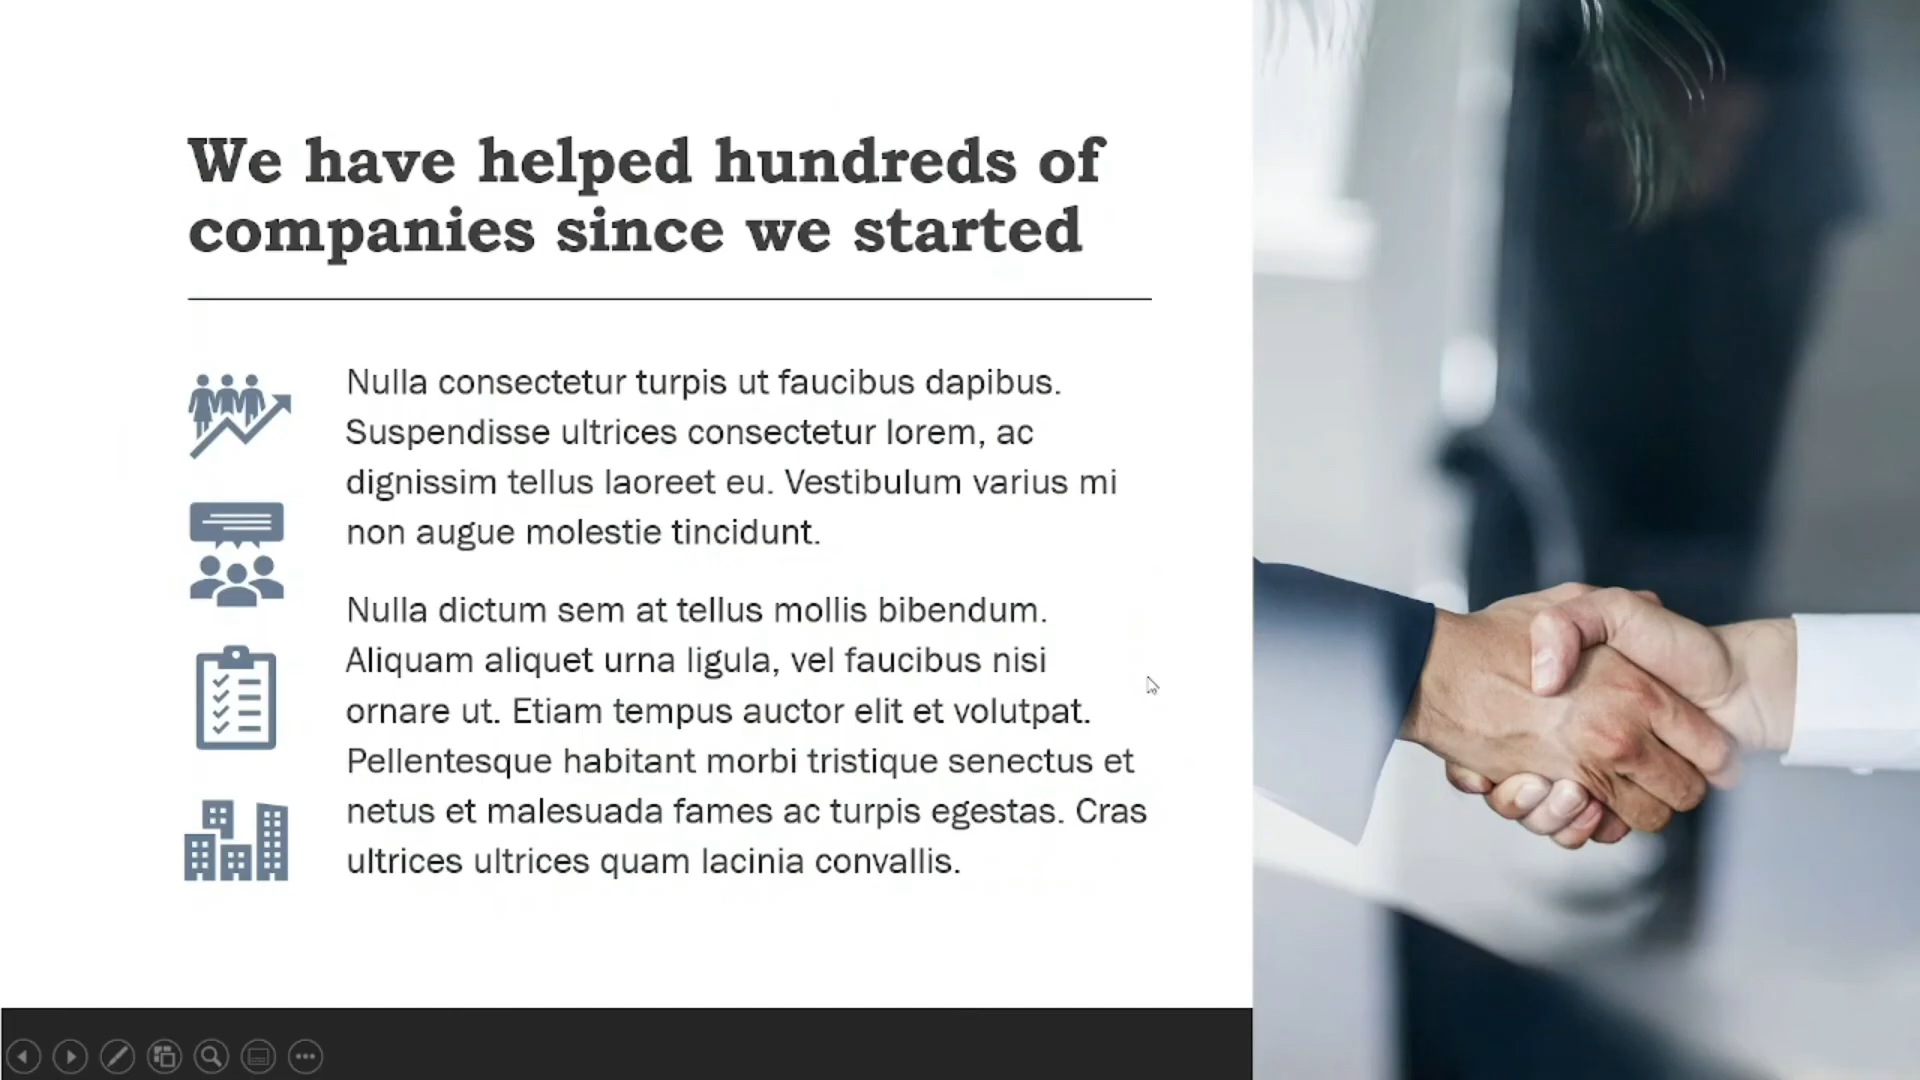 We have helped hundreds of
companies since we started
Nulla consectetur turpis ut faucibus dapibus.
Suspendisse ultrices consectetur lorem, ac
dignissim tellus laoreet eu. Vestibulum varius mi
non augue molestie tincidunt.
Nulla dictum sem at tellus mollis bibendum.
Aliquam aliquet urna ligula, vel faucibus nisi
ornare ut. Etiam tempus auctor elit et volutpat.
Pellentesque habitant morbi tristique senectus et
netus et malesuada fames ac turpis egestas. Cras
ultrices ultrices quam lacinia convallis.